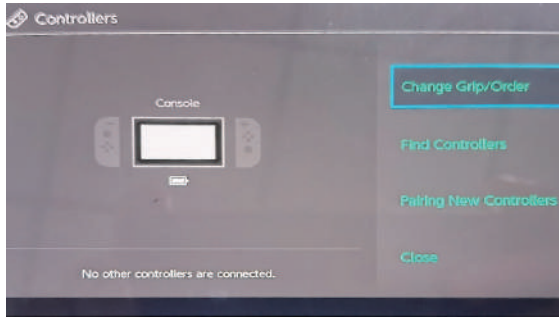 Controllers
Console
No other controllers are connected.
Change Grip/Order
Find Controllers
Pairing New Controllers
Close